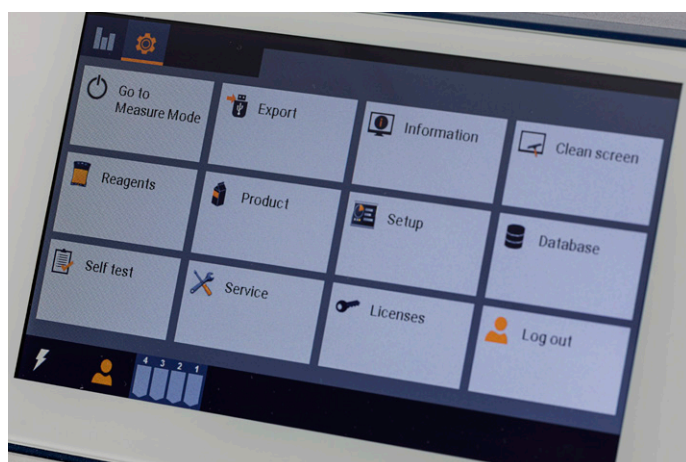 Go to
Measure Mode
Export
Information
Clean screen
Reagents
Product
Setup
Database
Self test
Service
Licenses
Log out
4 3 2 1